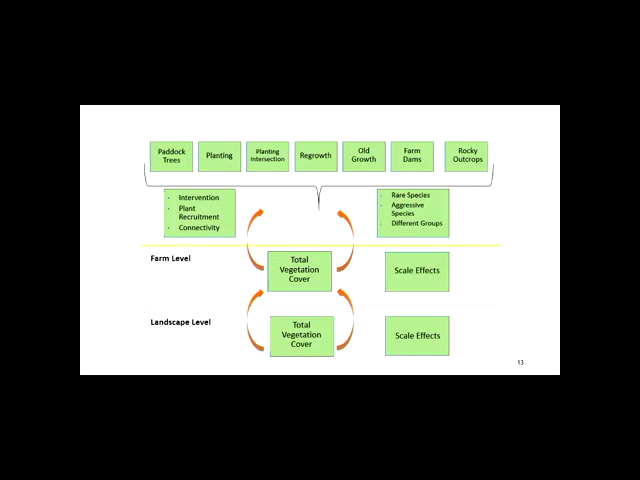 Paddock
Trees
Planting
Planting
Intersection
Regrowth
Old
Growth
Farm
Dams
Rocky
Outcrops
· Intervention
· Plant
Recruitment
· Connectivity
· Rare Species
· Aggressive
Species
· Different Groups
Farm Level
Total
Vegetation
Cover
Scale Effects
Landscape Level
Total
Vegetation
Cover
Scale Effects
13